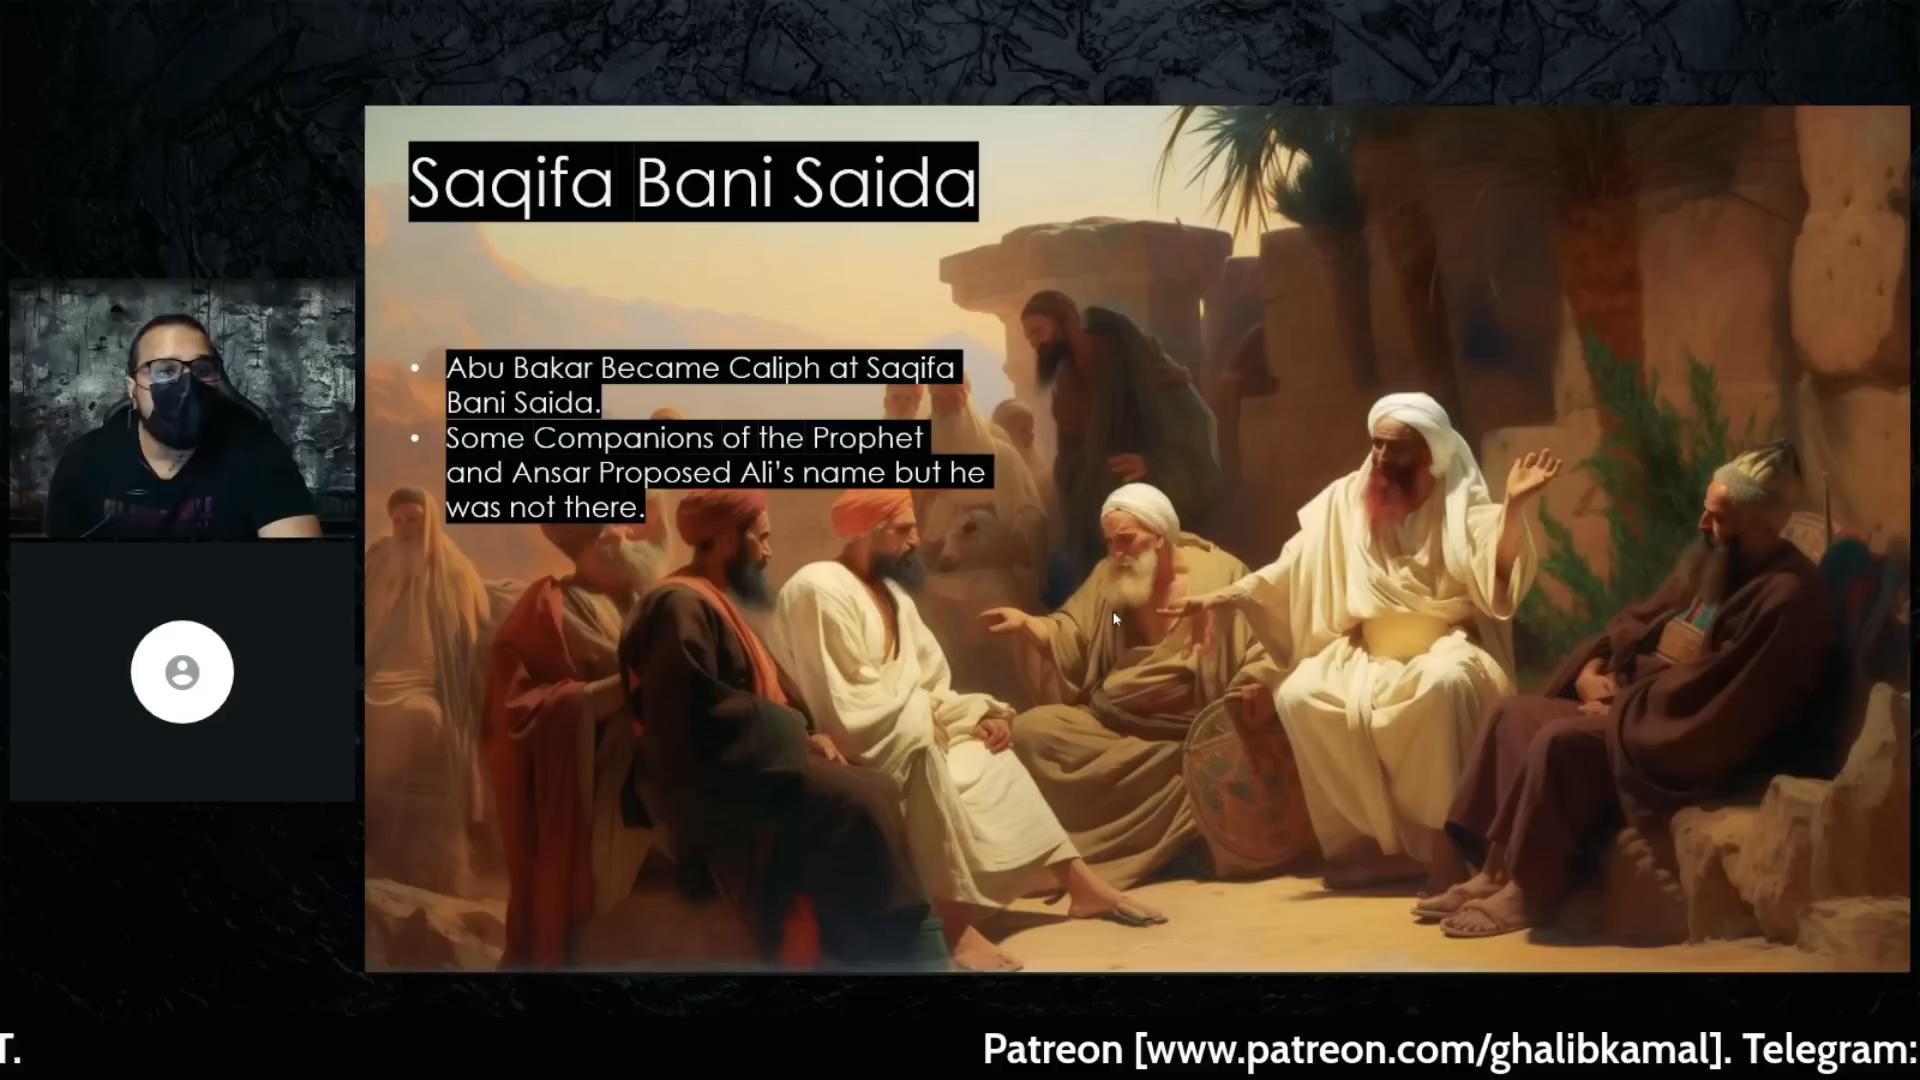 Saqifa Bani Saida
• Abu Bakar Became Caliph at Saqifa
Bani Saida.
• Some Companions of the Prophet
and Ansar Proposed Ali's name but he
was not there.
T.
Patreon [www.patreon.com/ghalibkamal]. Telegram: